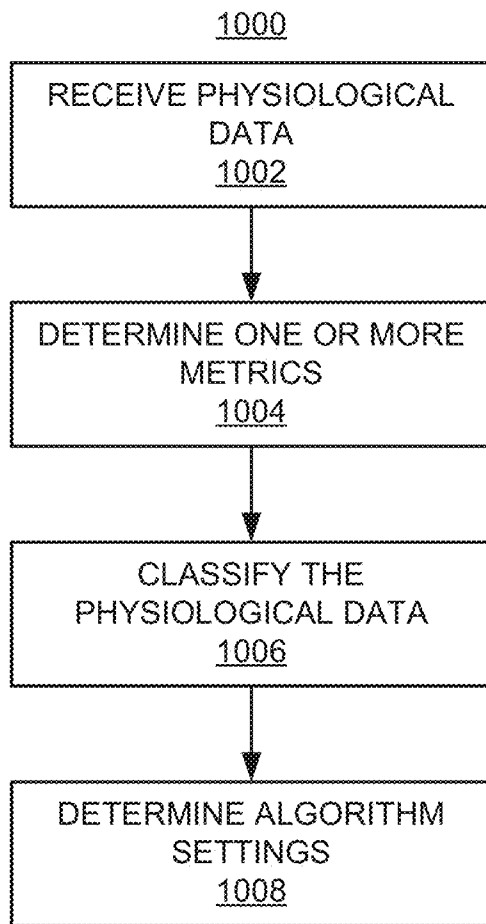 1000
RECEIVE PHYSIOLOGICAL
DATA
1002
DETERMINE ONE OR MORE
METRICS
1004
CLASSIFY THE
PHYSIOLOGICAL DATA
1006
DETERMINE ALGORITHM
SETTINGS
1008